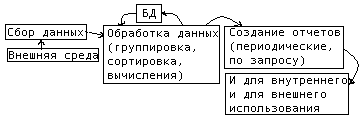 БД
Сбор данных
Внешняя среда
Обработка данных
(группировка,
сортировка,
вычисления)
Создание отчетов
(периодические,
по запросу)
И для внутреннего
и для внешнего
использования